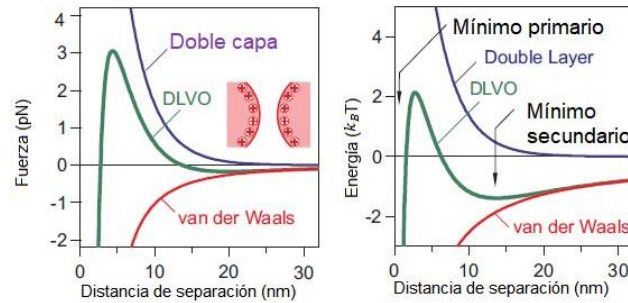 4
3
2
1
0
-1
-2
Fuerza (pN)
Doble capa
DLVO
van der Waals
0
10
20
30
Distancia de separación (nm)
4
2
0
-2
Energía (kBT)
Mínimo primario
Double Layer
DLVO
Mínimo
secundario
van der Waals
0
10
20
30
Distancia de separación (nm)